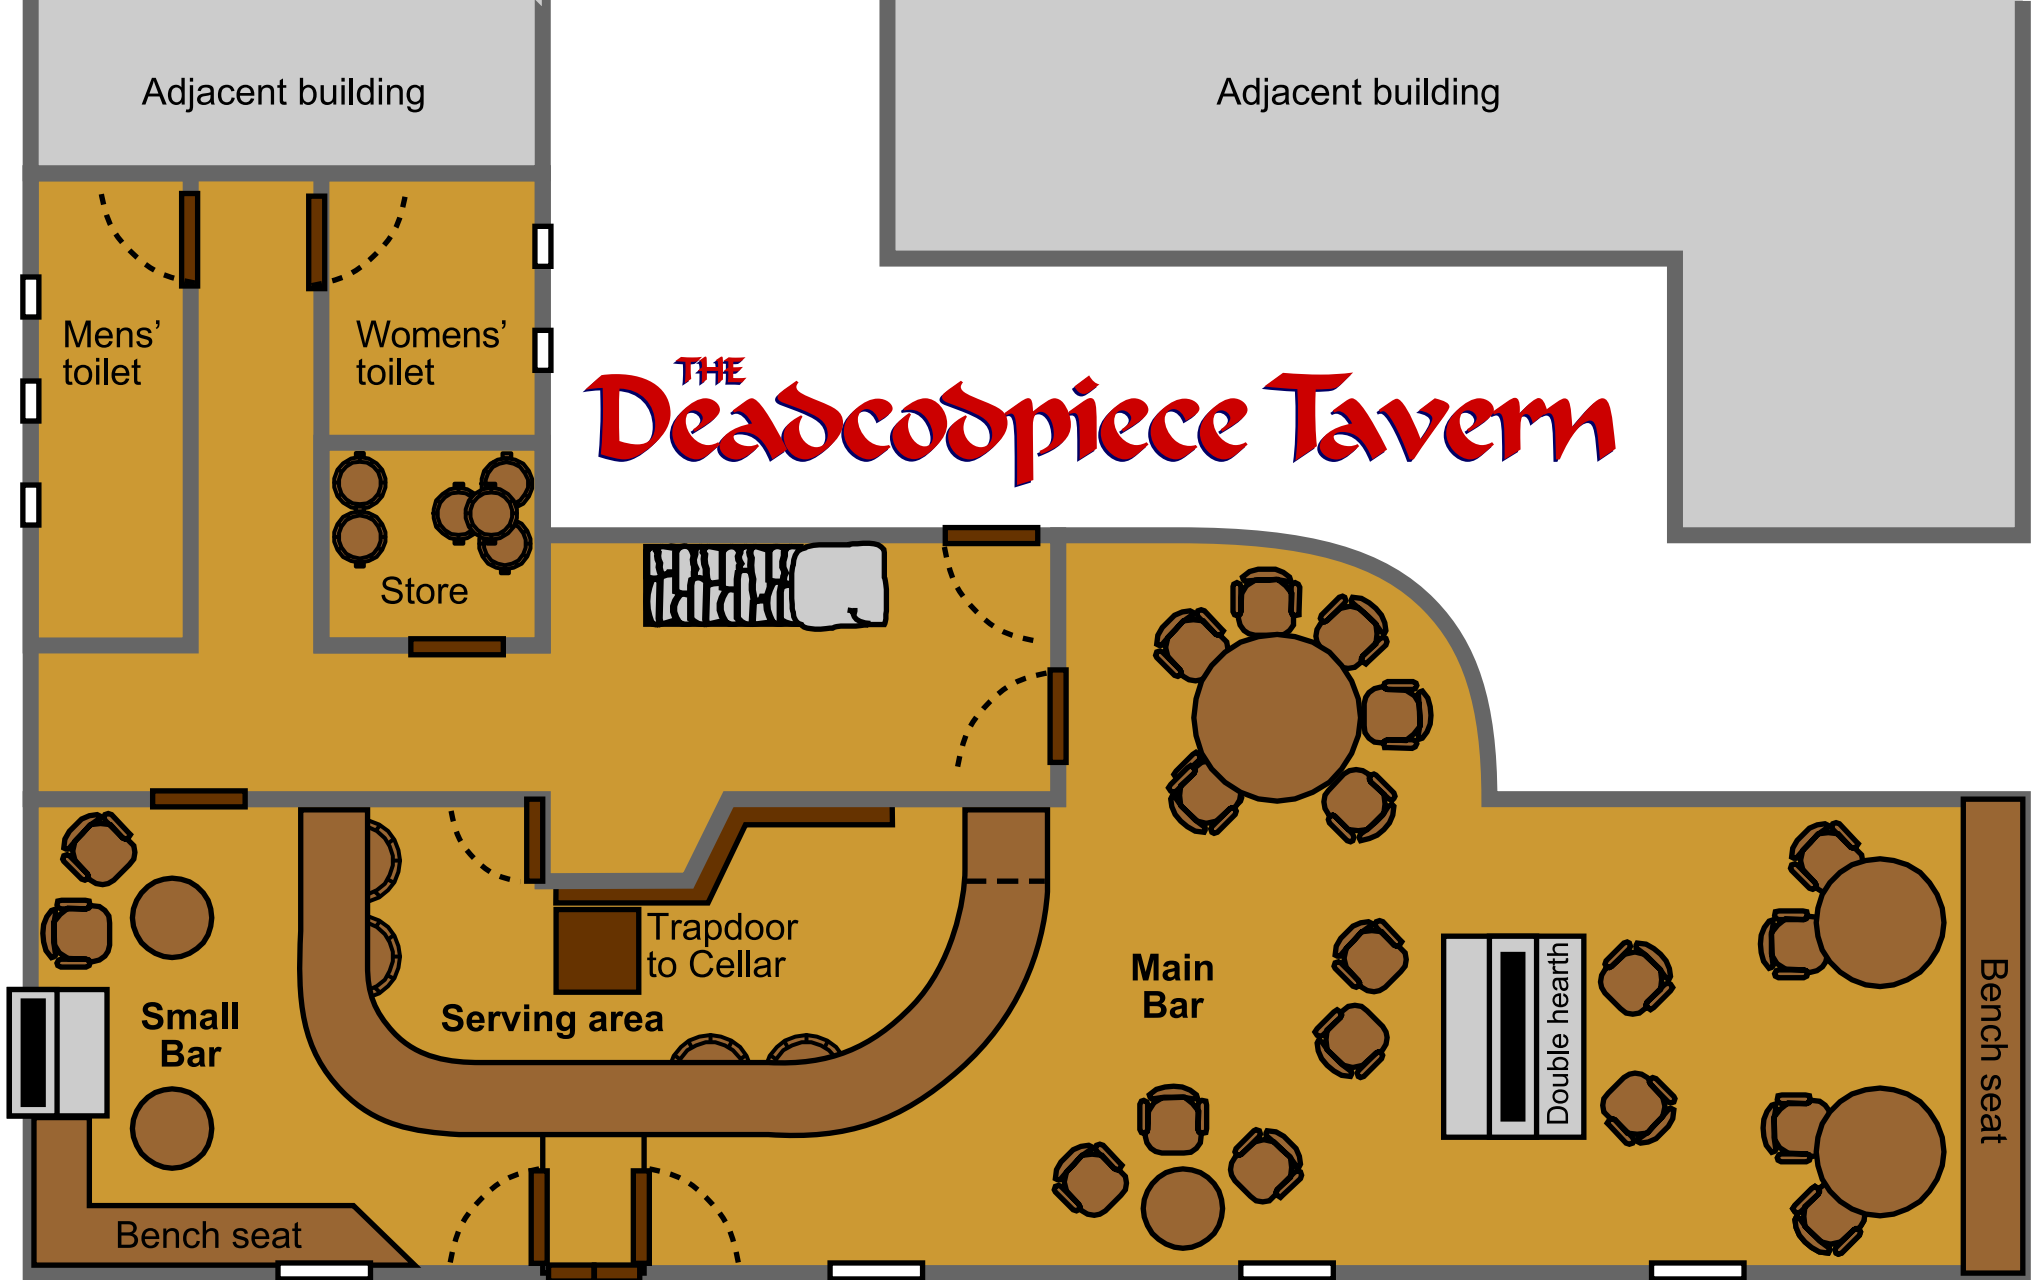 Adjacent building
Adjacent building
Mens’
toilet
Womens’
toilet
THE
Deadcodpiece Tavern
Store
Trapdoor
to Cellar
Serving area
Small
Bar
Main
Bar
Double hearth
Bench seat
Bench seat